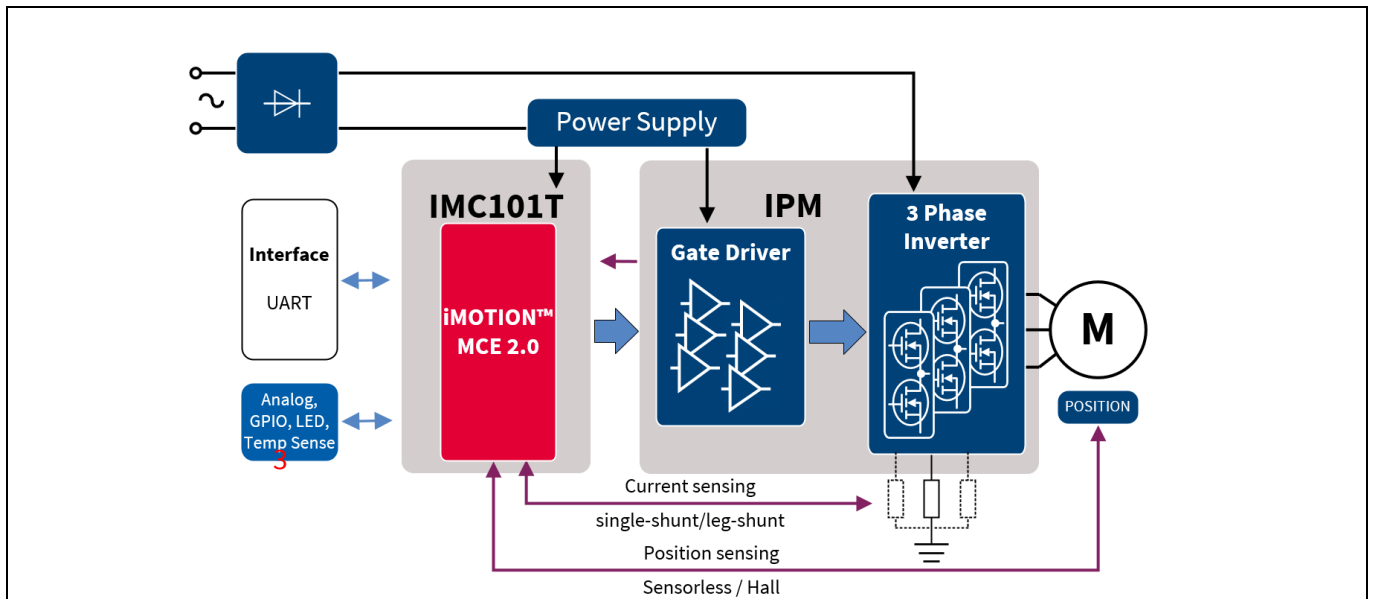 Power Supply
IMC101T
IPM
3 Phase
Inverter
Interface
UART
iMOTION™
MCE 2.0
Gate Driver
M
Analog,
GPIO, LED,
Temp Sense
3
POSITION
Current sensing
single-shunt/leg-shunt
Position sensing
Sensorless / Hall